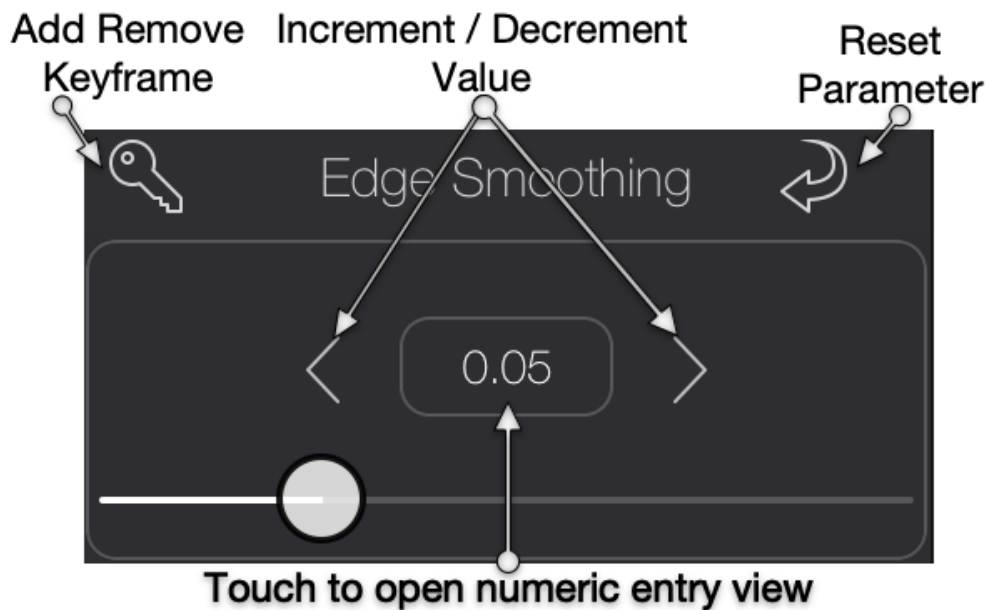 Add Remove
Keyframe
Increment / Decrement
Value
Reset
Parameter
Edge Smoothing
0.05
Touch to open numeric entry view